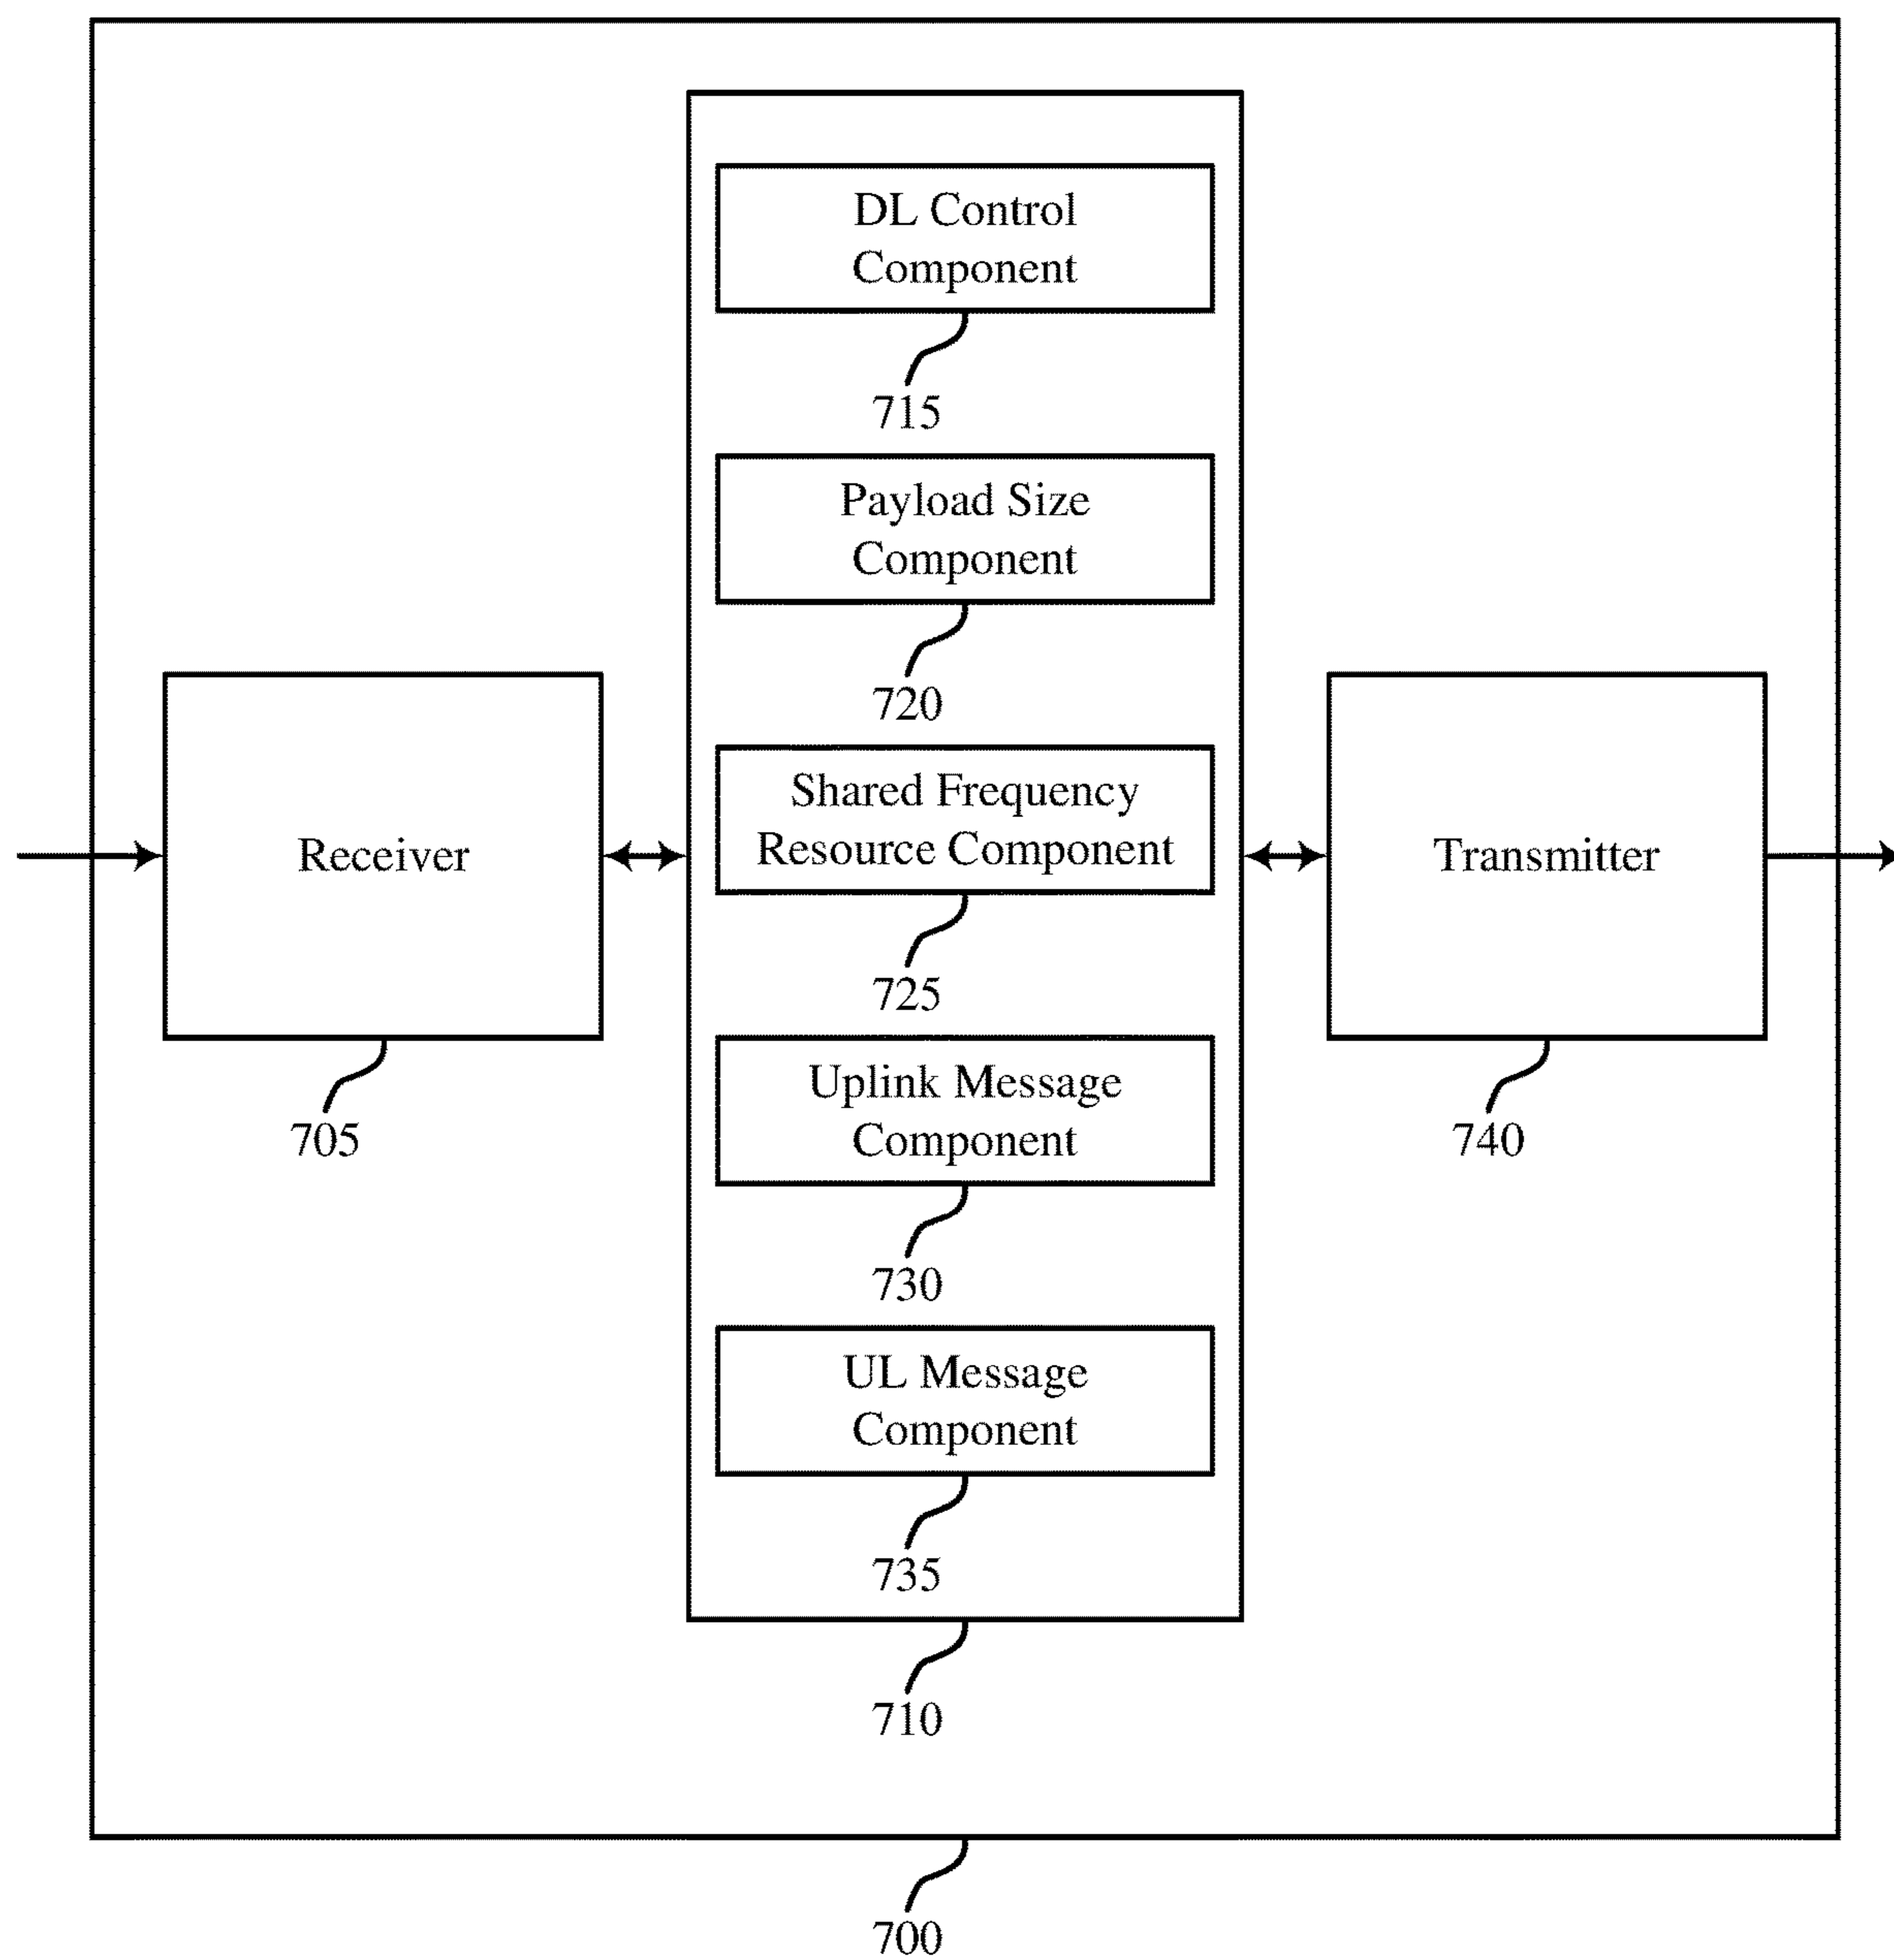 DL Control
Component
715
Payload Size
Component
720
Shared Frequency
Resource Component
725
Uplink Message
Component
730
UL Message
Component
735
710
Receiver
705
Transmitter
740
700